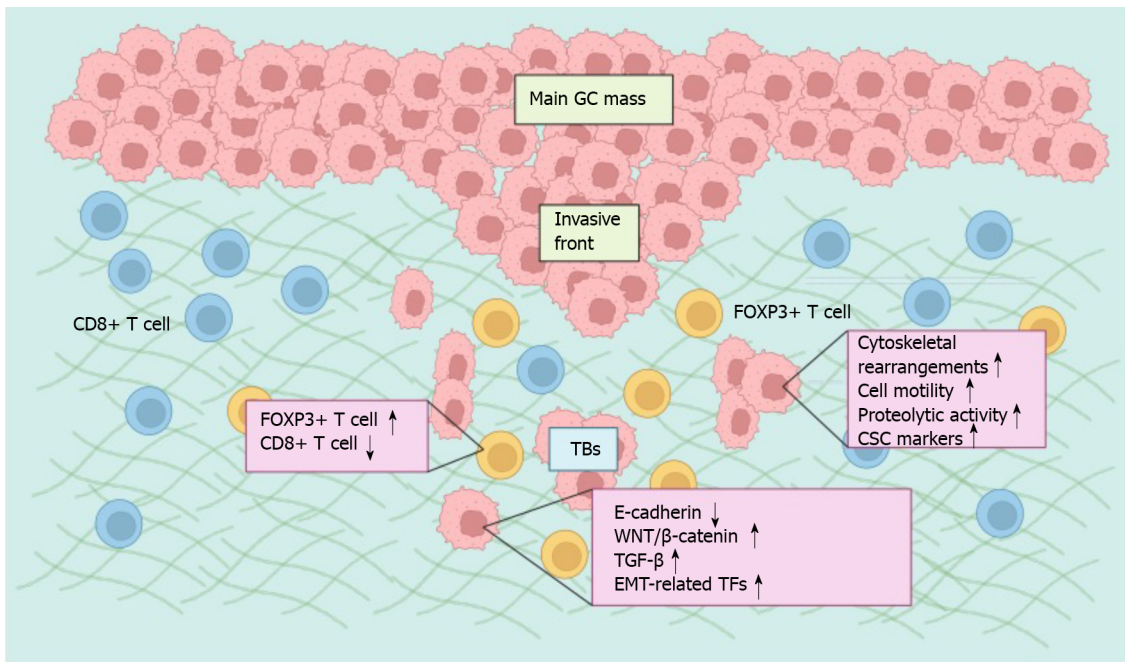 Main GC mass
Invasive
front
CD8+ T cell
FOXP3+ T cell
Cytoskeletal
rearrangements ↑
Cell motility ↑
Proteolytic activity ↑
CSC markers ↑
FOXP3+ T cell ↑
CD8+ T cell ↓
TBs
E-cadherin ↓
WNT/β-catenin ↑
TGF-β ↑
EMT-related TFs ↑